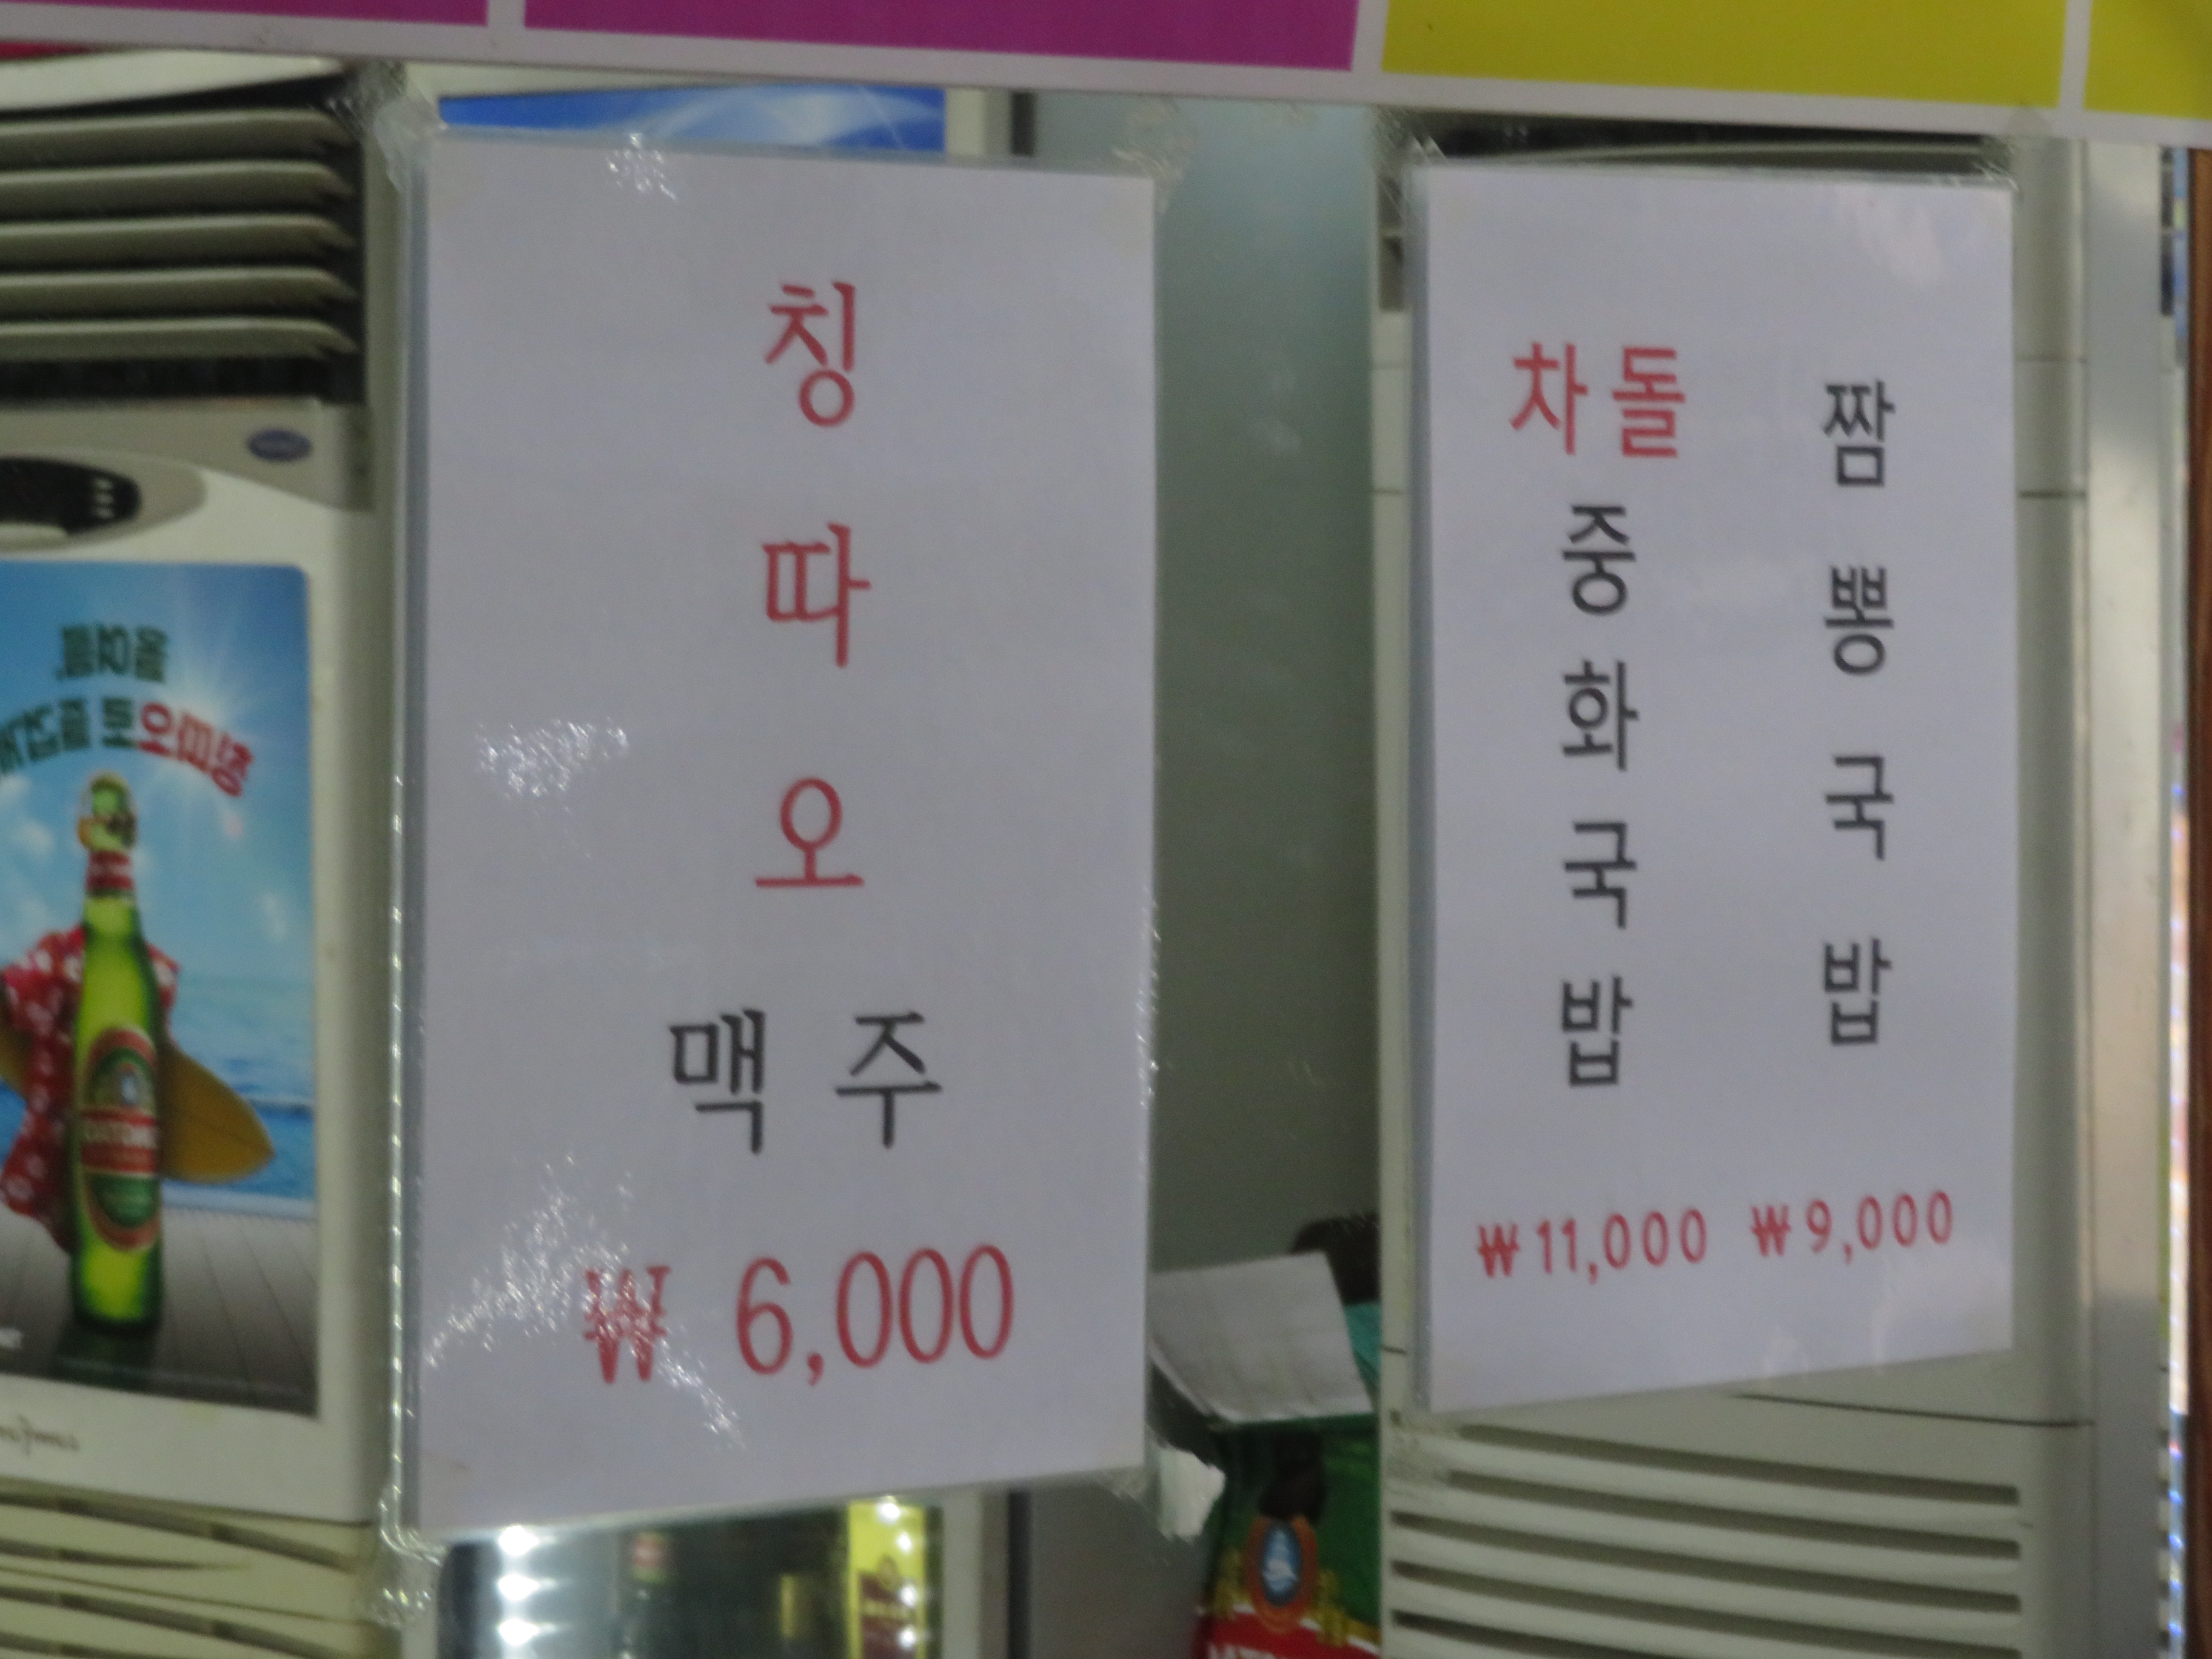 칭따오
맥주
₩ 6,000
차돌
중화국밥
₩11,000
짬뽕국밥
₩9,000